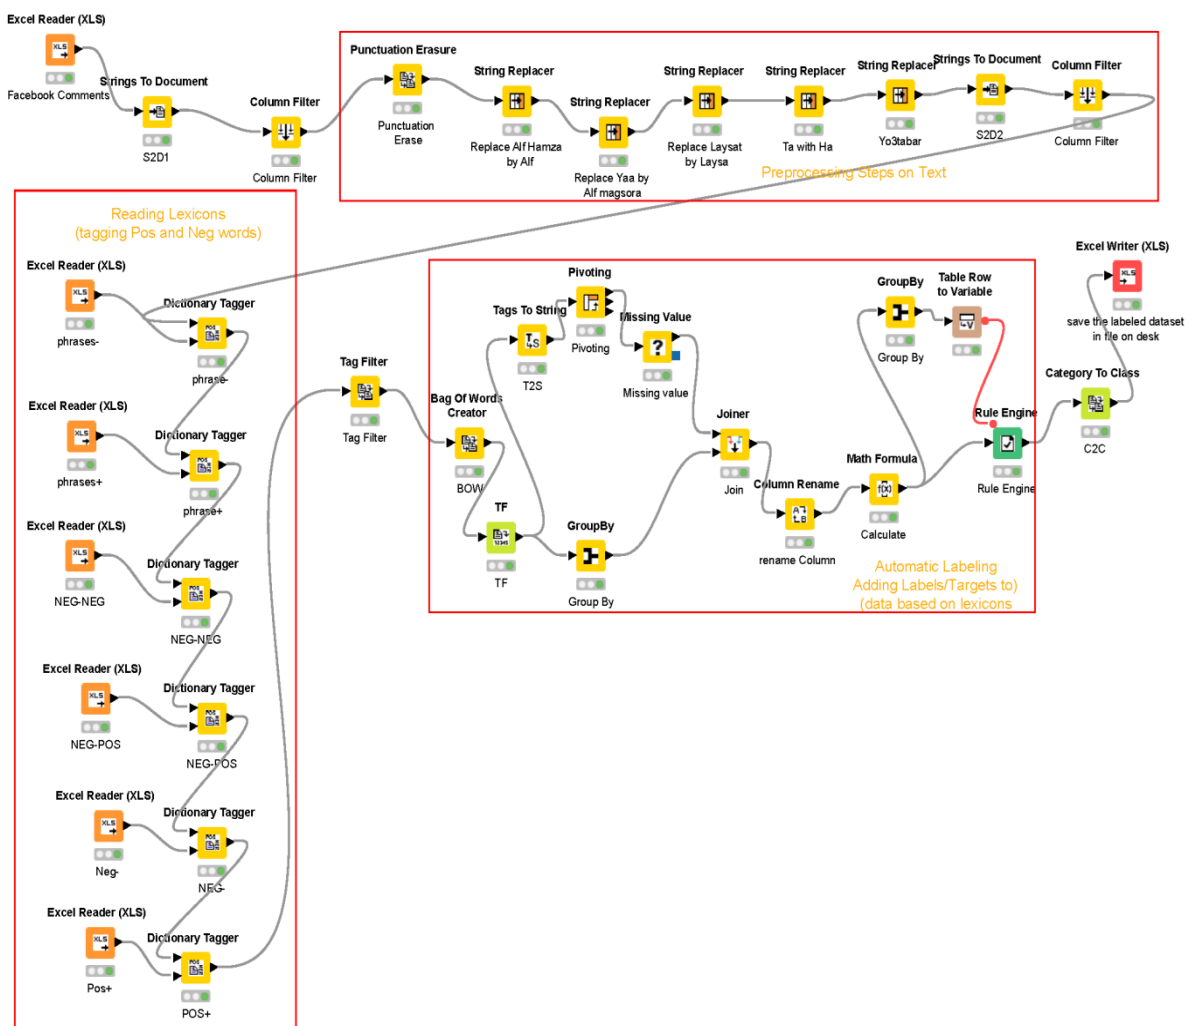 Excel Reader (XLS)
Facebook Comments
Strings To Document
S2D1
Column Filter
Column Filter
Punctuation Erasure
Punctuation
Erase
String Replacer
Replace Alf Hamza
by Alf
String Replacer
Replace Yaa by
Alf magsora
String Replacer
Replace Laysat
by Laysa
String Replacer
Ta with Ha
String Replacer
Yo3tabar
Strings To Document
S2D2
Column Filter
Column Filter
Preprocessing Steps on Text
Reading Lexicons
(tagging Pos and Neg words)
Excel Reader (XLS)
phrases-
Dictionary Tagger
phrase-
Excel Reader (XLS)
phrases+
Dictionary Tagger
phrase+
Excel Reader (XLS)
NEG-NEG
Dictionary Tagger
NEG-NEG
Excel Reader (XLS)
NEG-POS
Dictionary Tagger
NEG-POS
Excel Reader (XLS)
Neg-
Dictionary Tagger
NEG-
Excel Reader (XLS)
Pos+
Dictionary Tagger
POS+
Tag Filter
Tag Filter
Bag Of Words
Creator
BOW
TF
TF
Tags To String
T2S
Pivoting
Pivoting
Missing Value
Missing value
GroupBy
Group By
Joiner
Join
Column Rename
rename Column
Math Formula
Calculate
GroupBy
Group By
Table Row
to Variable
Rule Engine
Rule Engine
Automatic Labeling
Adding Labels/Targets to)
(data based on lexicons
Category To Class
C2C
Excel Writer (XLS)
save the labeled dataset
in file on desk